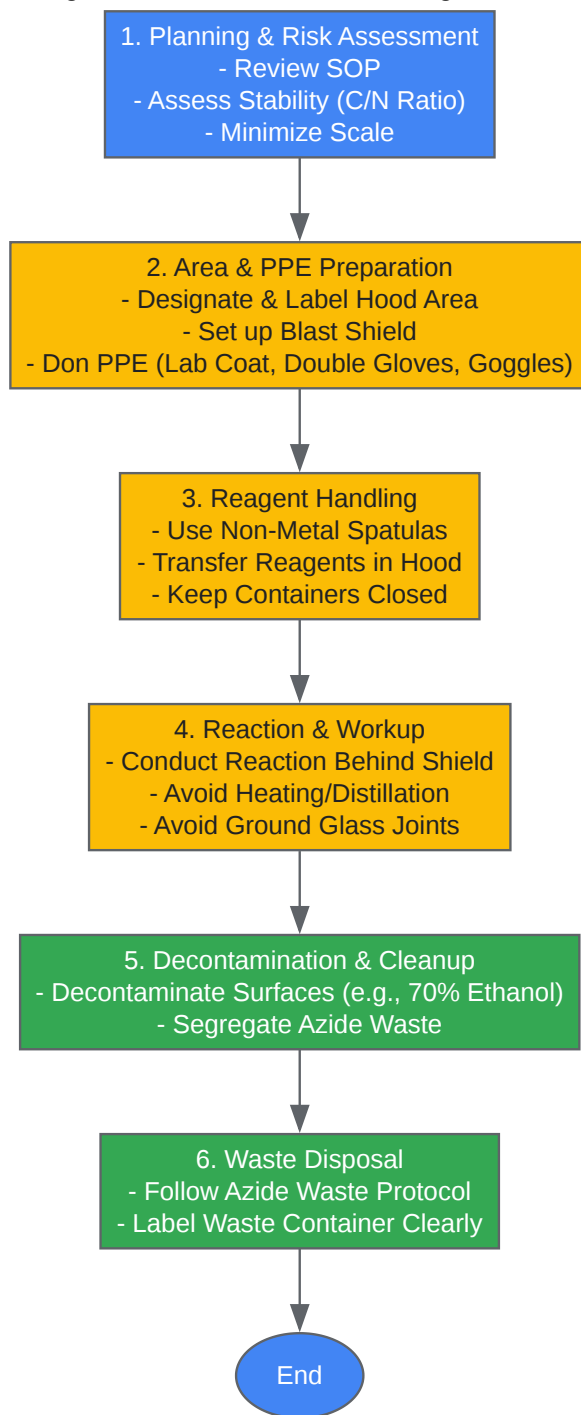 1. Planning & Risk Assessment
- Review SOP
- Assess Stability (C/N Ratio)
- Minimize Scale
2. Area & PPE Preparation
- Designate & Label Hood Area
- Set up Blast Shield
- Don PPE (Lab Coat, Double Gloves, Goggles)
3. Reagent Handling
- Use Non-Metal Spatulas
- Transfer Reagents in Hood
- Keep Containers Closed
4. Reaction & Workup
- Conduct Reaction Behind Shield
- Avoid Heating/Distillation
- Avoid Ground Glass Joints
5. Decontamination & Cleanup
- Decontaminate Surfaces (e.g., 70% Ethanol)
- Segregate Azide Waste
6. Waste Disposal
- Follow Azide Waste Protocol
- Label Waste Container Clearly
End